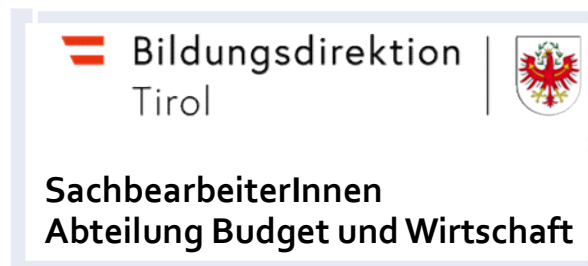 Bildungsdirektion
Tirol
SachbearbeiterInnen
Abteilung Budget und Wirtschaft